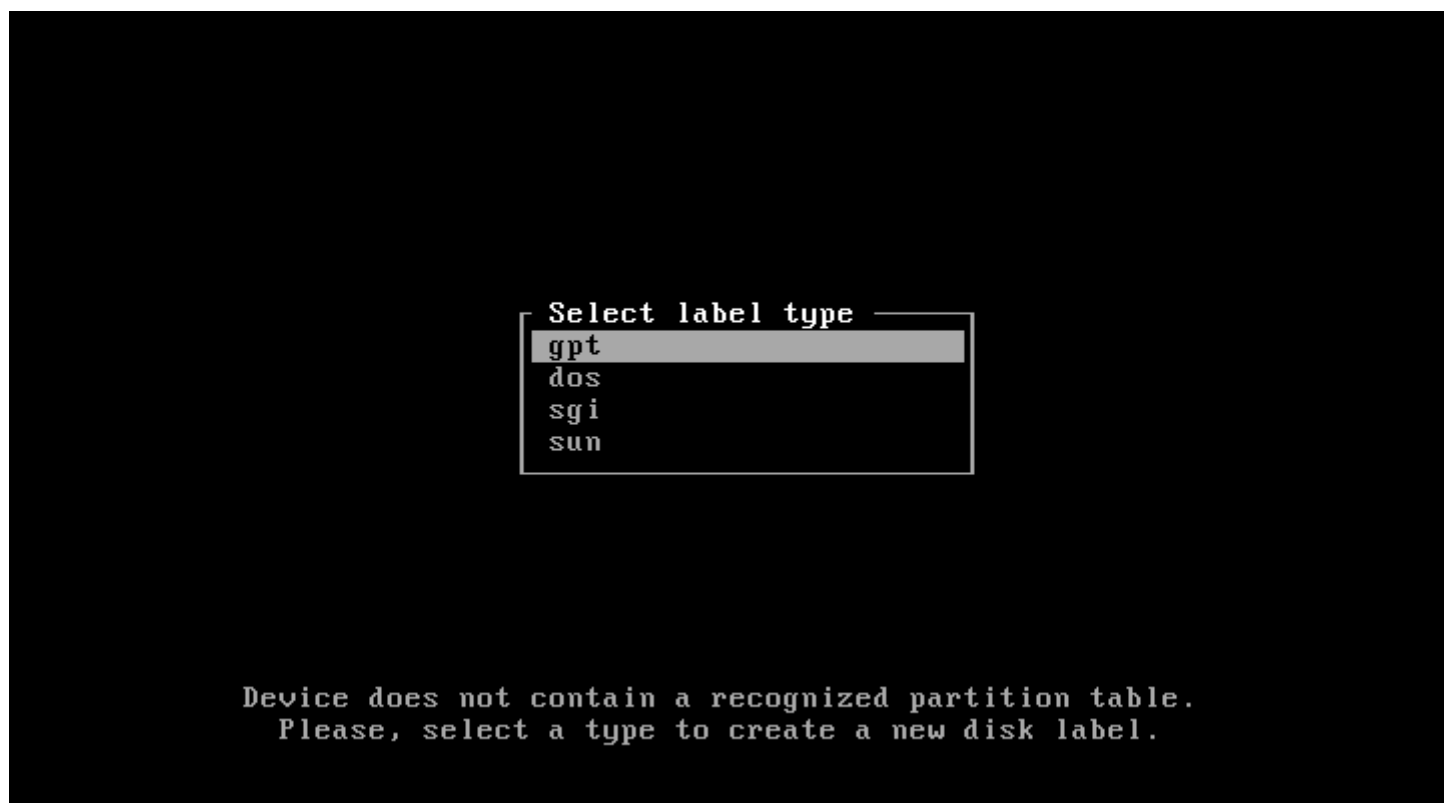 Select label type
gpt
dos
sgi
sun
Device does not contain a recognized partition table.
Please, select a type to create a new disk label.